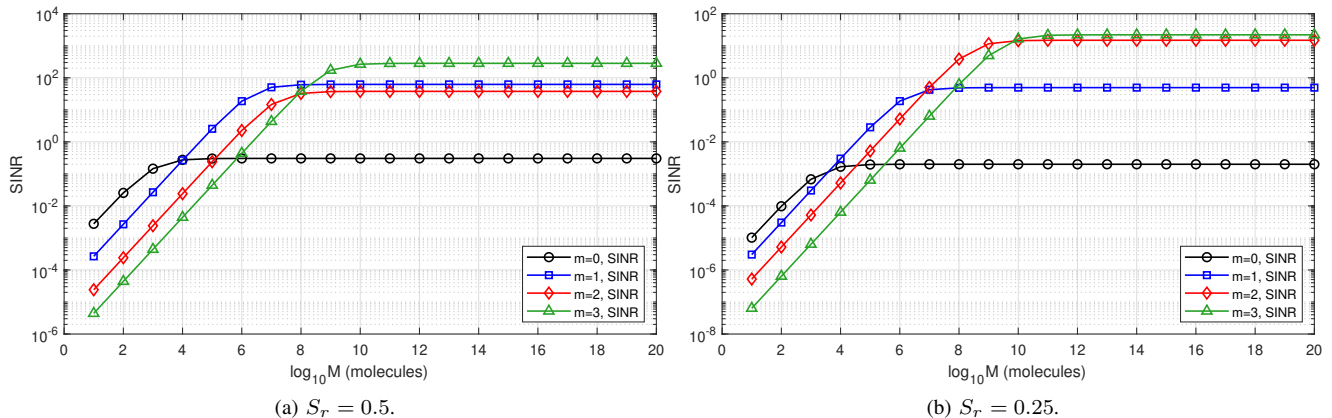 10^4
10^2
10^0
10^-2
10^-4
10^-6
SINR
0 2 4 6 8 10 12 14 16 18 20
log10M (molecules)
m=0, SINR
m=1, SINR
m=2, SINR
m=3, SINR
(a) S_r = 0.5.
10^2
10^0
10^-2
10^-4
10^-6
10^-8
SINR
0 2 4 6 8 10 12 14 16 18 20
log10M (molecules)
m=0, SINR
m=1, SINR
m=2, SINR
m=3, SINR
(b) S_r = 0.25.